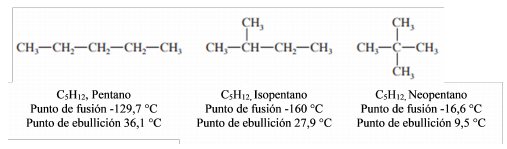 CH₃—CH₂—CH₂—CH₂—CH₃
CH₃
CH₃—CH—CH₂—CH₃
CH₃
CH₃—C—CH₃
CH₃
C₅H₁₂, Pentano
Punto de fusión -129,7 °C
Punto de ebullición 36,1 °C
C₅H₁₂, Isopentano
Punto de fusión -160 °C
Punto de ebullición 27,9 °C
C₅H₁₂, Neopentano
Punto de fusión -16,6 °C
Punto de ebullición 9,5 °C